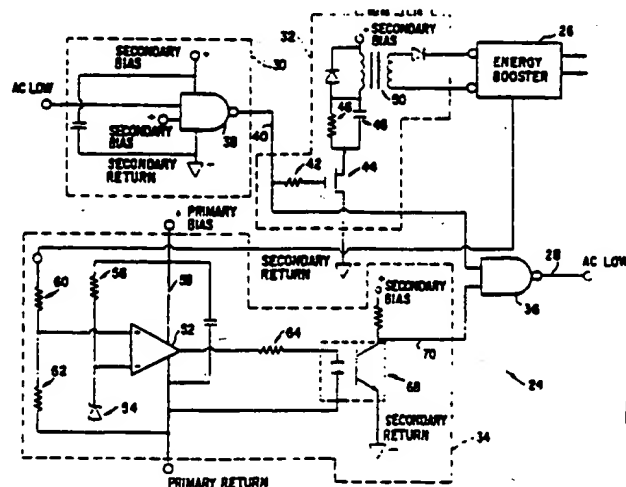 SECONDARY
BIAS
32
SECONDARY
BIAS
26
ENERGY
BOOSTER
30
AC LOW
SECONDARY
BIAS
38
40
SECONDARY
RETURN
46
46
50
42
44
+ PRIMARY
BIAS
SECONDARY
RETURN
28
AC LOW
36
SECONDARY
BIAS
60
56
58
52
64
70
62
54
68
24
SECONDARY
RETURN
34
PRIMARY RETURN